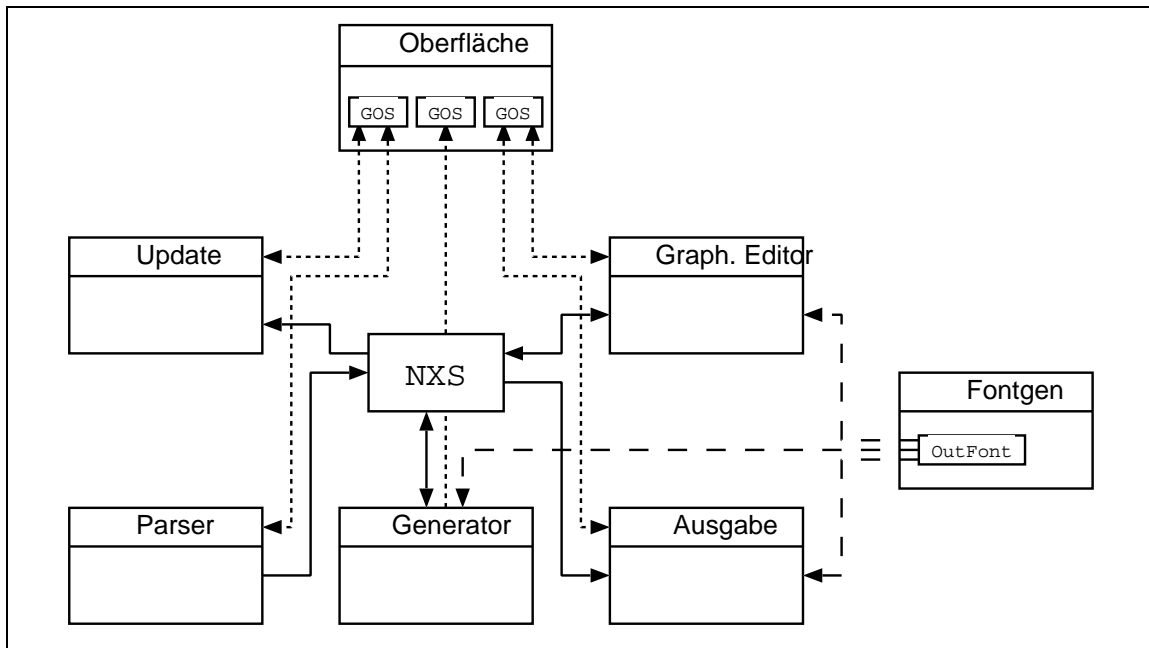 Oberfläche
GOS GOS GOS
Update
Graph. Editor
NXS
Fontgen
OutFont
Parser
Generator
Ausgabe